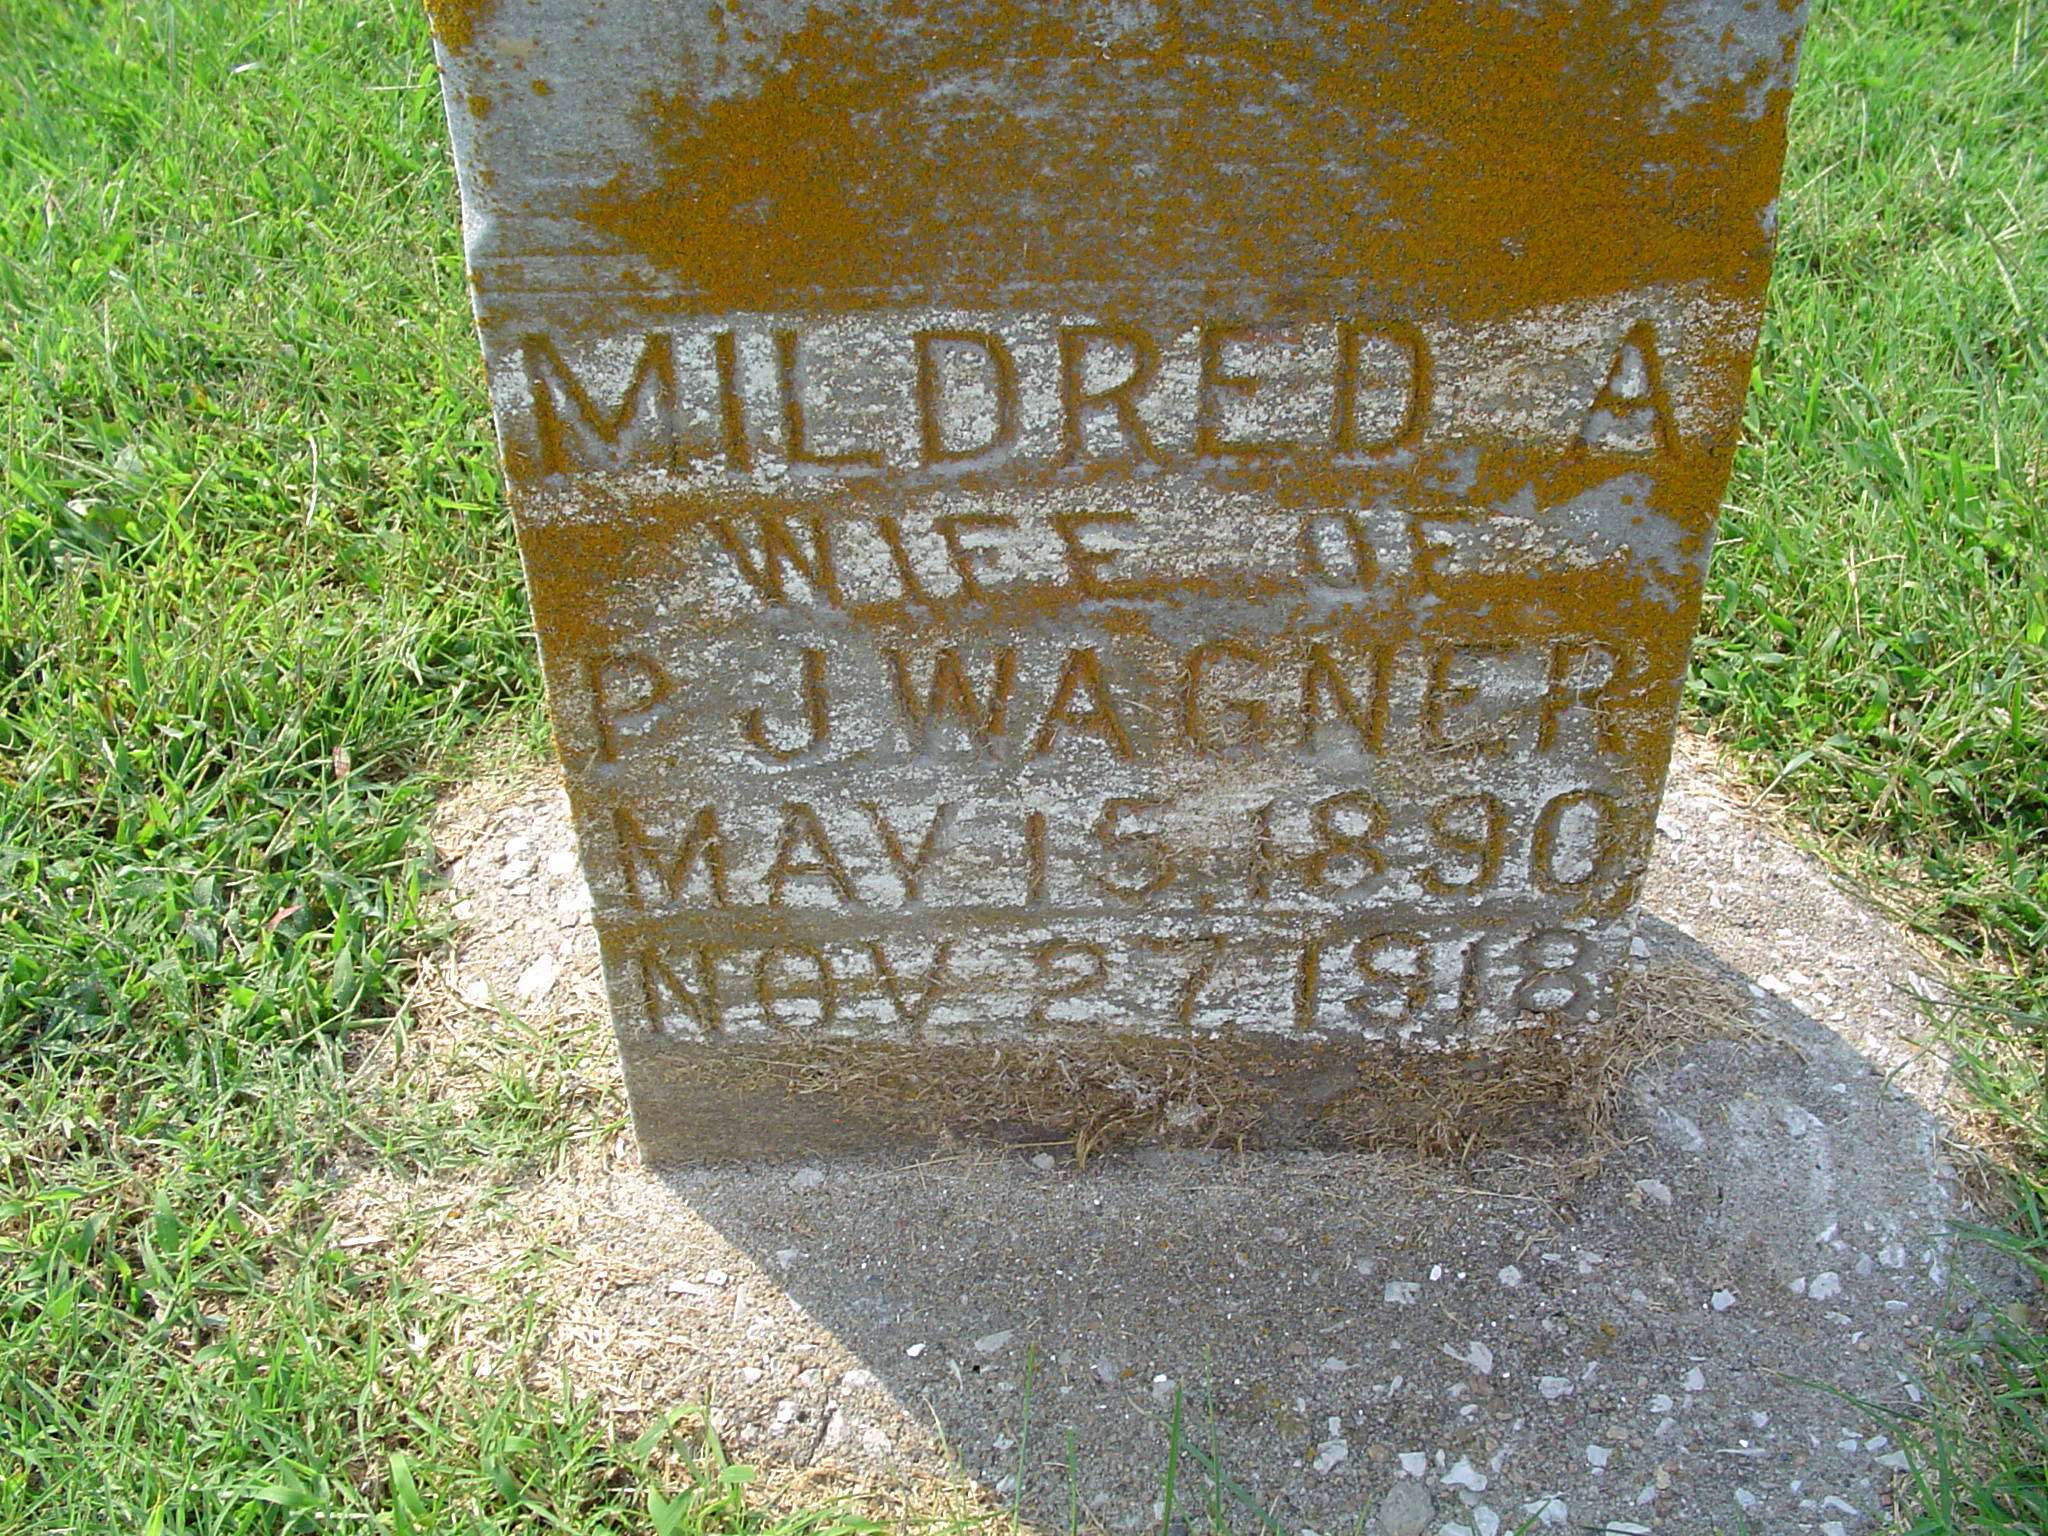 MILDRED A
WIFE OF
P J WAGNER
MAY 15, 1890
NOV 27 1918